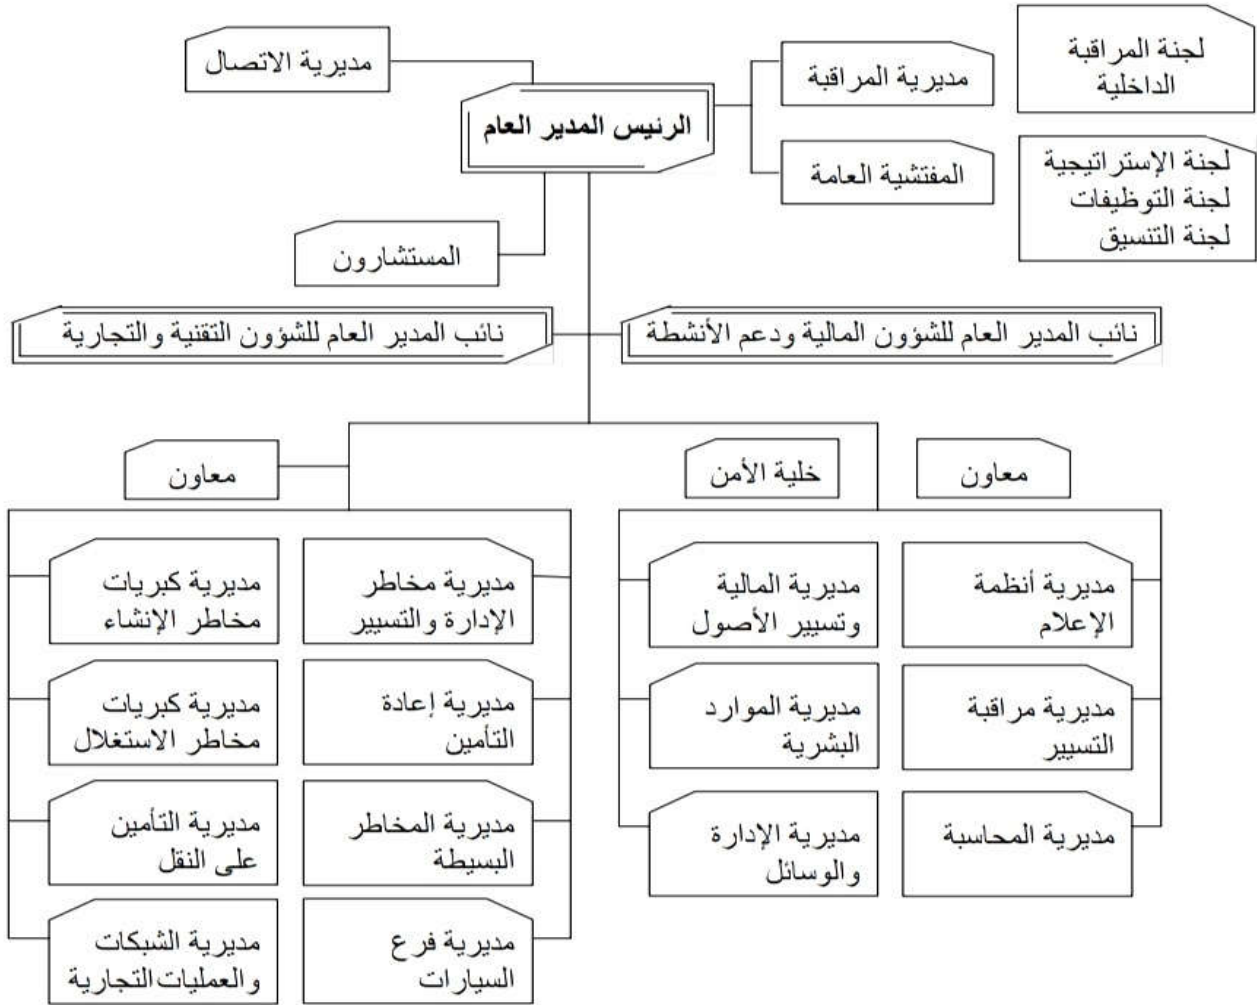 لجنة المراقبة
الداخلية
مديرية المراقبة
مديرية الاتصال
الرئيس المدير العام
لجنة الإستراتيجية
لجنة التوظيفات
لجنة التنسيق
المفتشية العامة
المستشارون
نائب المدير العام للشؤون المالية ودعم الأنشطة
نائب المدير العام للشؤون التقنية والتجارية
معاون
خلية الأمن
معاون
مديرية أنظمة
الإعلام
مديرية المالية
وتسيير الأصول
مديرية مخاطر
الإدارة والتسيير
مديرية كبريات
مخاطر الإنشاء
مديرية مراقبة
التسيير
مديرية الموارد
البشرية
مديرية إعادة
التأمين
مديرية كبريات
مخاطر الاستغلال
مديرية المحاسبة
مديرية الإدارة
والوسائل
مديرية المخاطر
البسيطة
مديرية التأمين
على النقل
مديرية فرع
السيارات
مديرية الشبكات
والعمليات التجارية